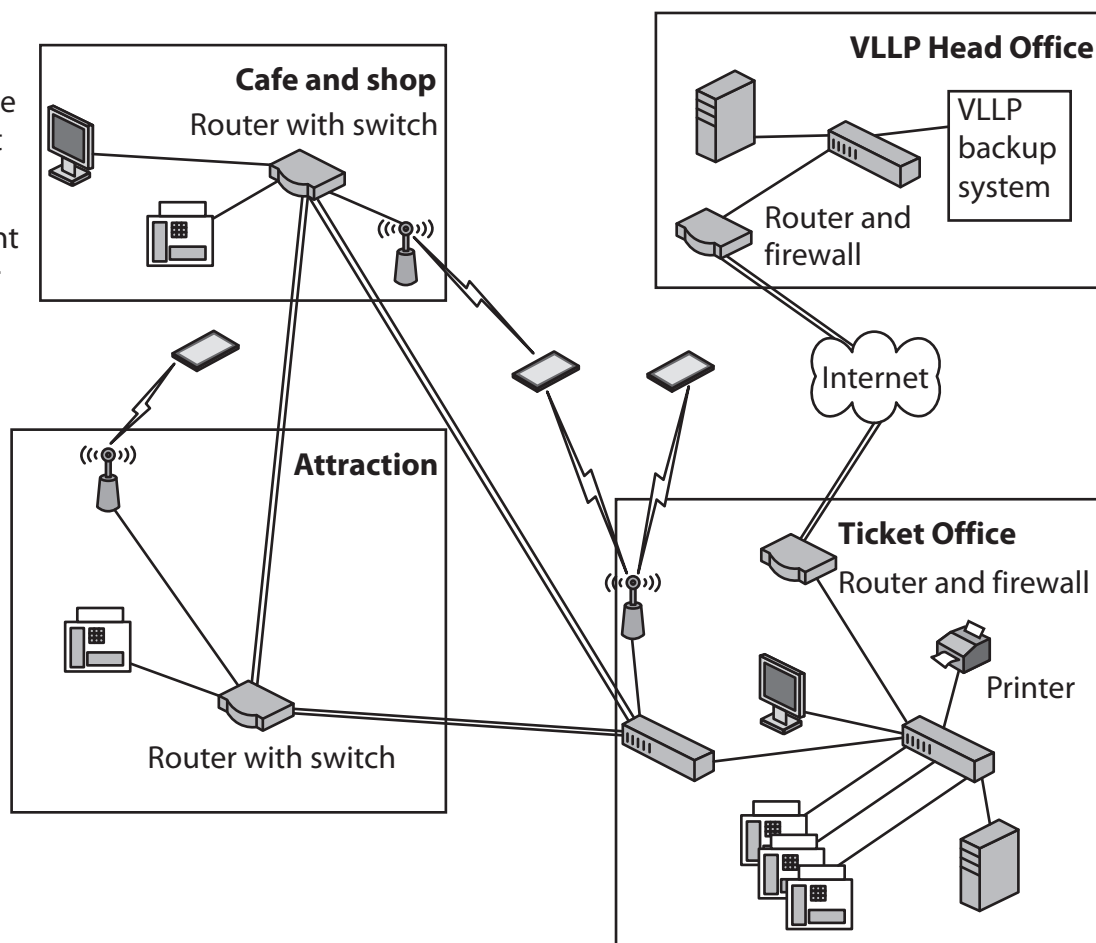 VLLP Head Office
Cafe and shop
Router with switch
VLLP
backup
system
Router and
firewall
Internet
Attraction
Router with switch
Ticket Office
Router and firewall
Printer